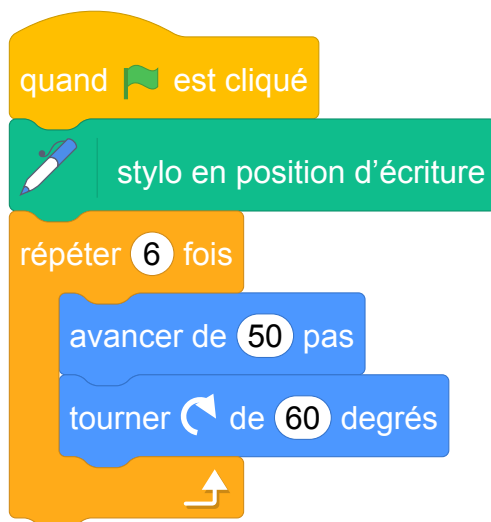 quand est cliqué
stylo en position d’écriture
répéter 6 fois
avancer de 50 pas
tourner de 60 degrés